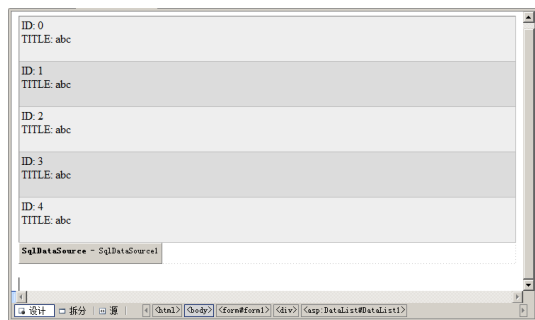 ID: 0
TITLE: abc
ID: 1
TITLE: abc
ID: 2
TITLE: abc
ID: 3
TITLE: abc
ID: 4
TITLE: abc
SqlDataSource - SqlDataSource1
设计 拆分 源 <html> <body> <form#form1> <div> <asp:DataList#DataList1>